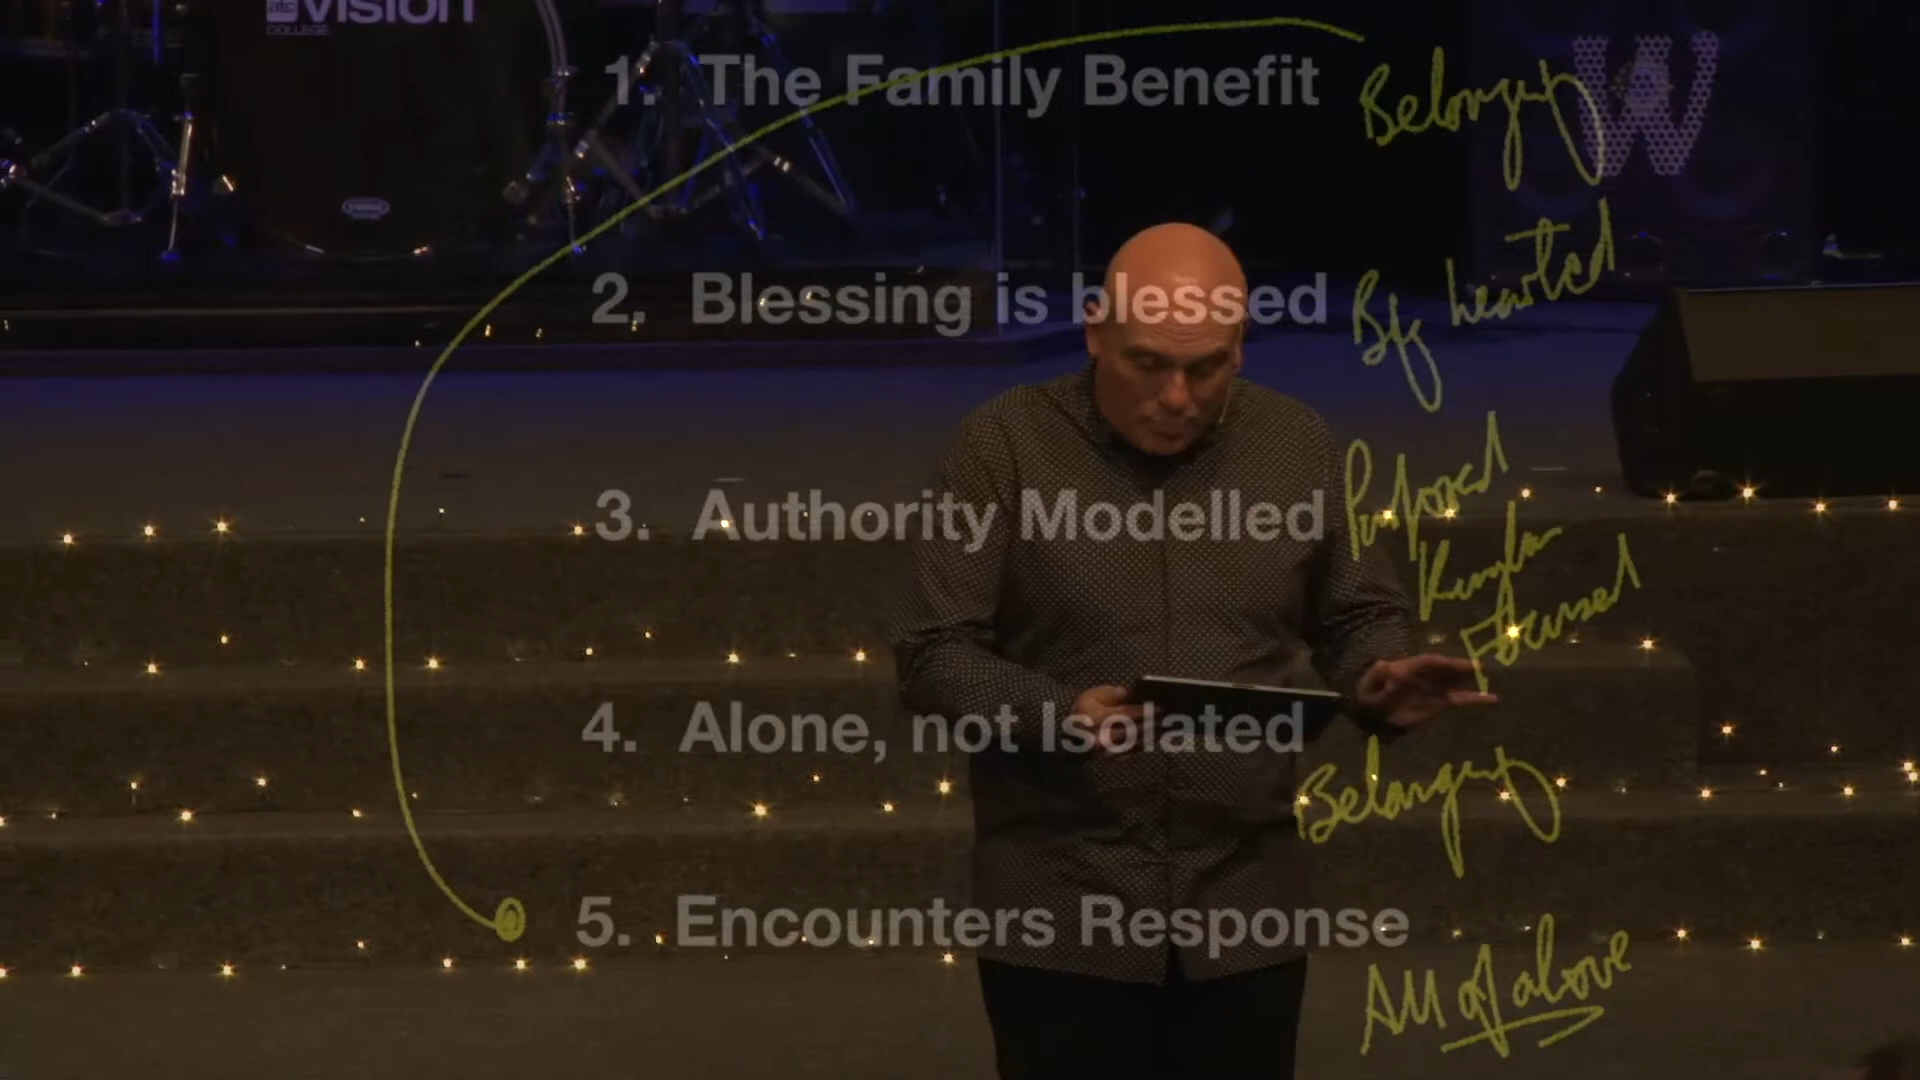 VISION
COLLEGE
W
1. The Family Benefit
Belonging
2. Blessing is blessed
Big hearted
3. Authority Modelled
Purposed
Kingdom
Focused
4. Alone, not Isolated
Belonging
5. Encounters Response
All of above